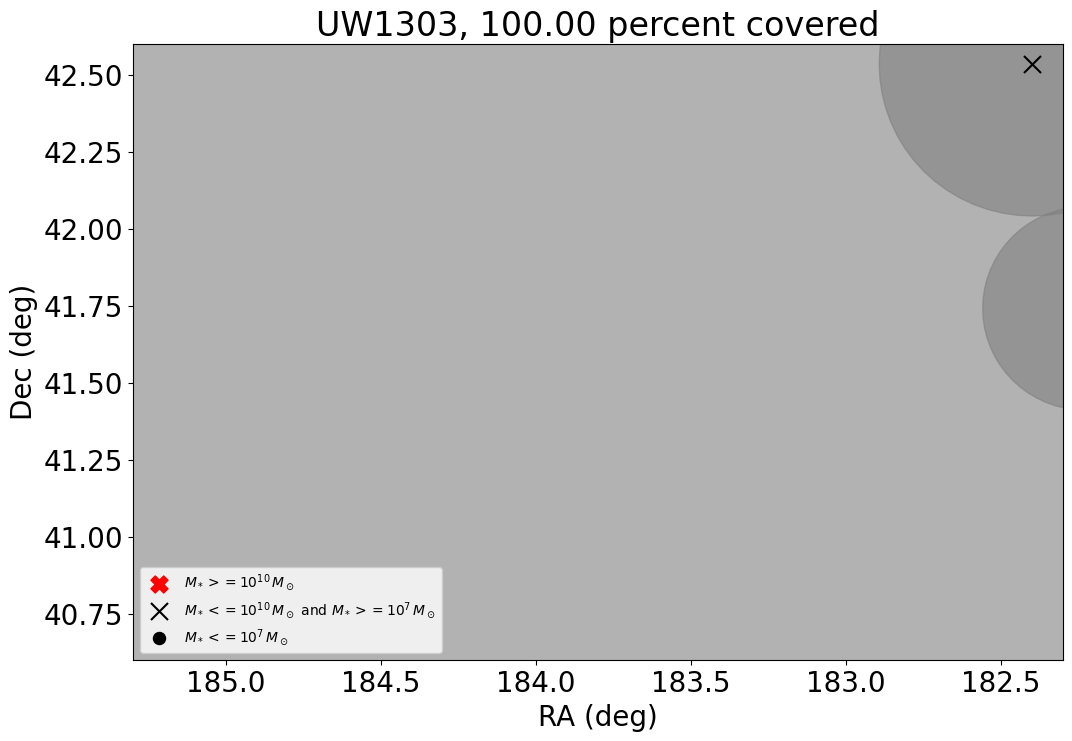 UW1303, 100.00 percent covered
42.50
42.25
42.00
41.75
41.50
41.25
41.00
40.75
Dec (deg)
M* >= 10^10 M⊙
M* <= 10^10 M⊙ and M* >= 10^7 M⊙
M* <= 10^7 M⊙
185.0 184.5 184.0 183.5 183.0 182.5
RA (deg)